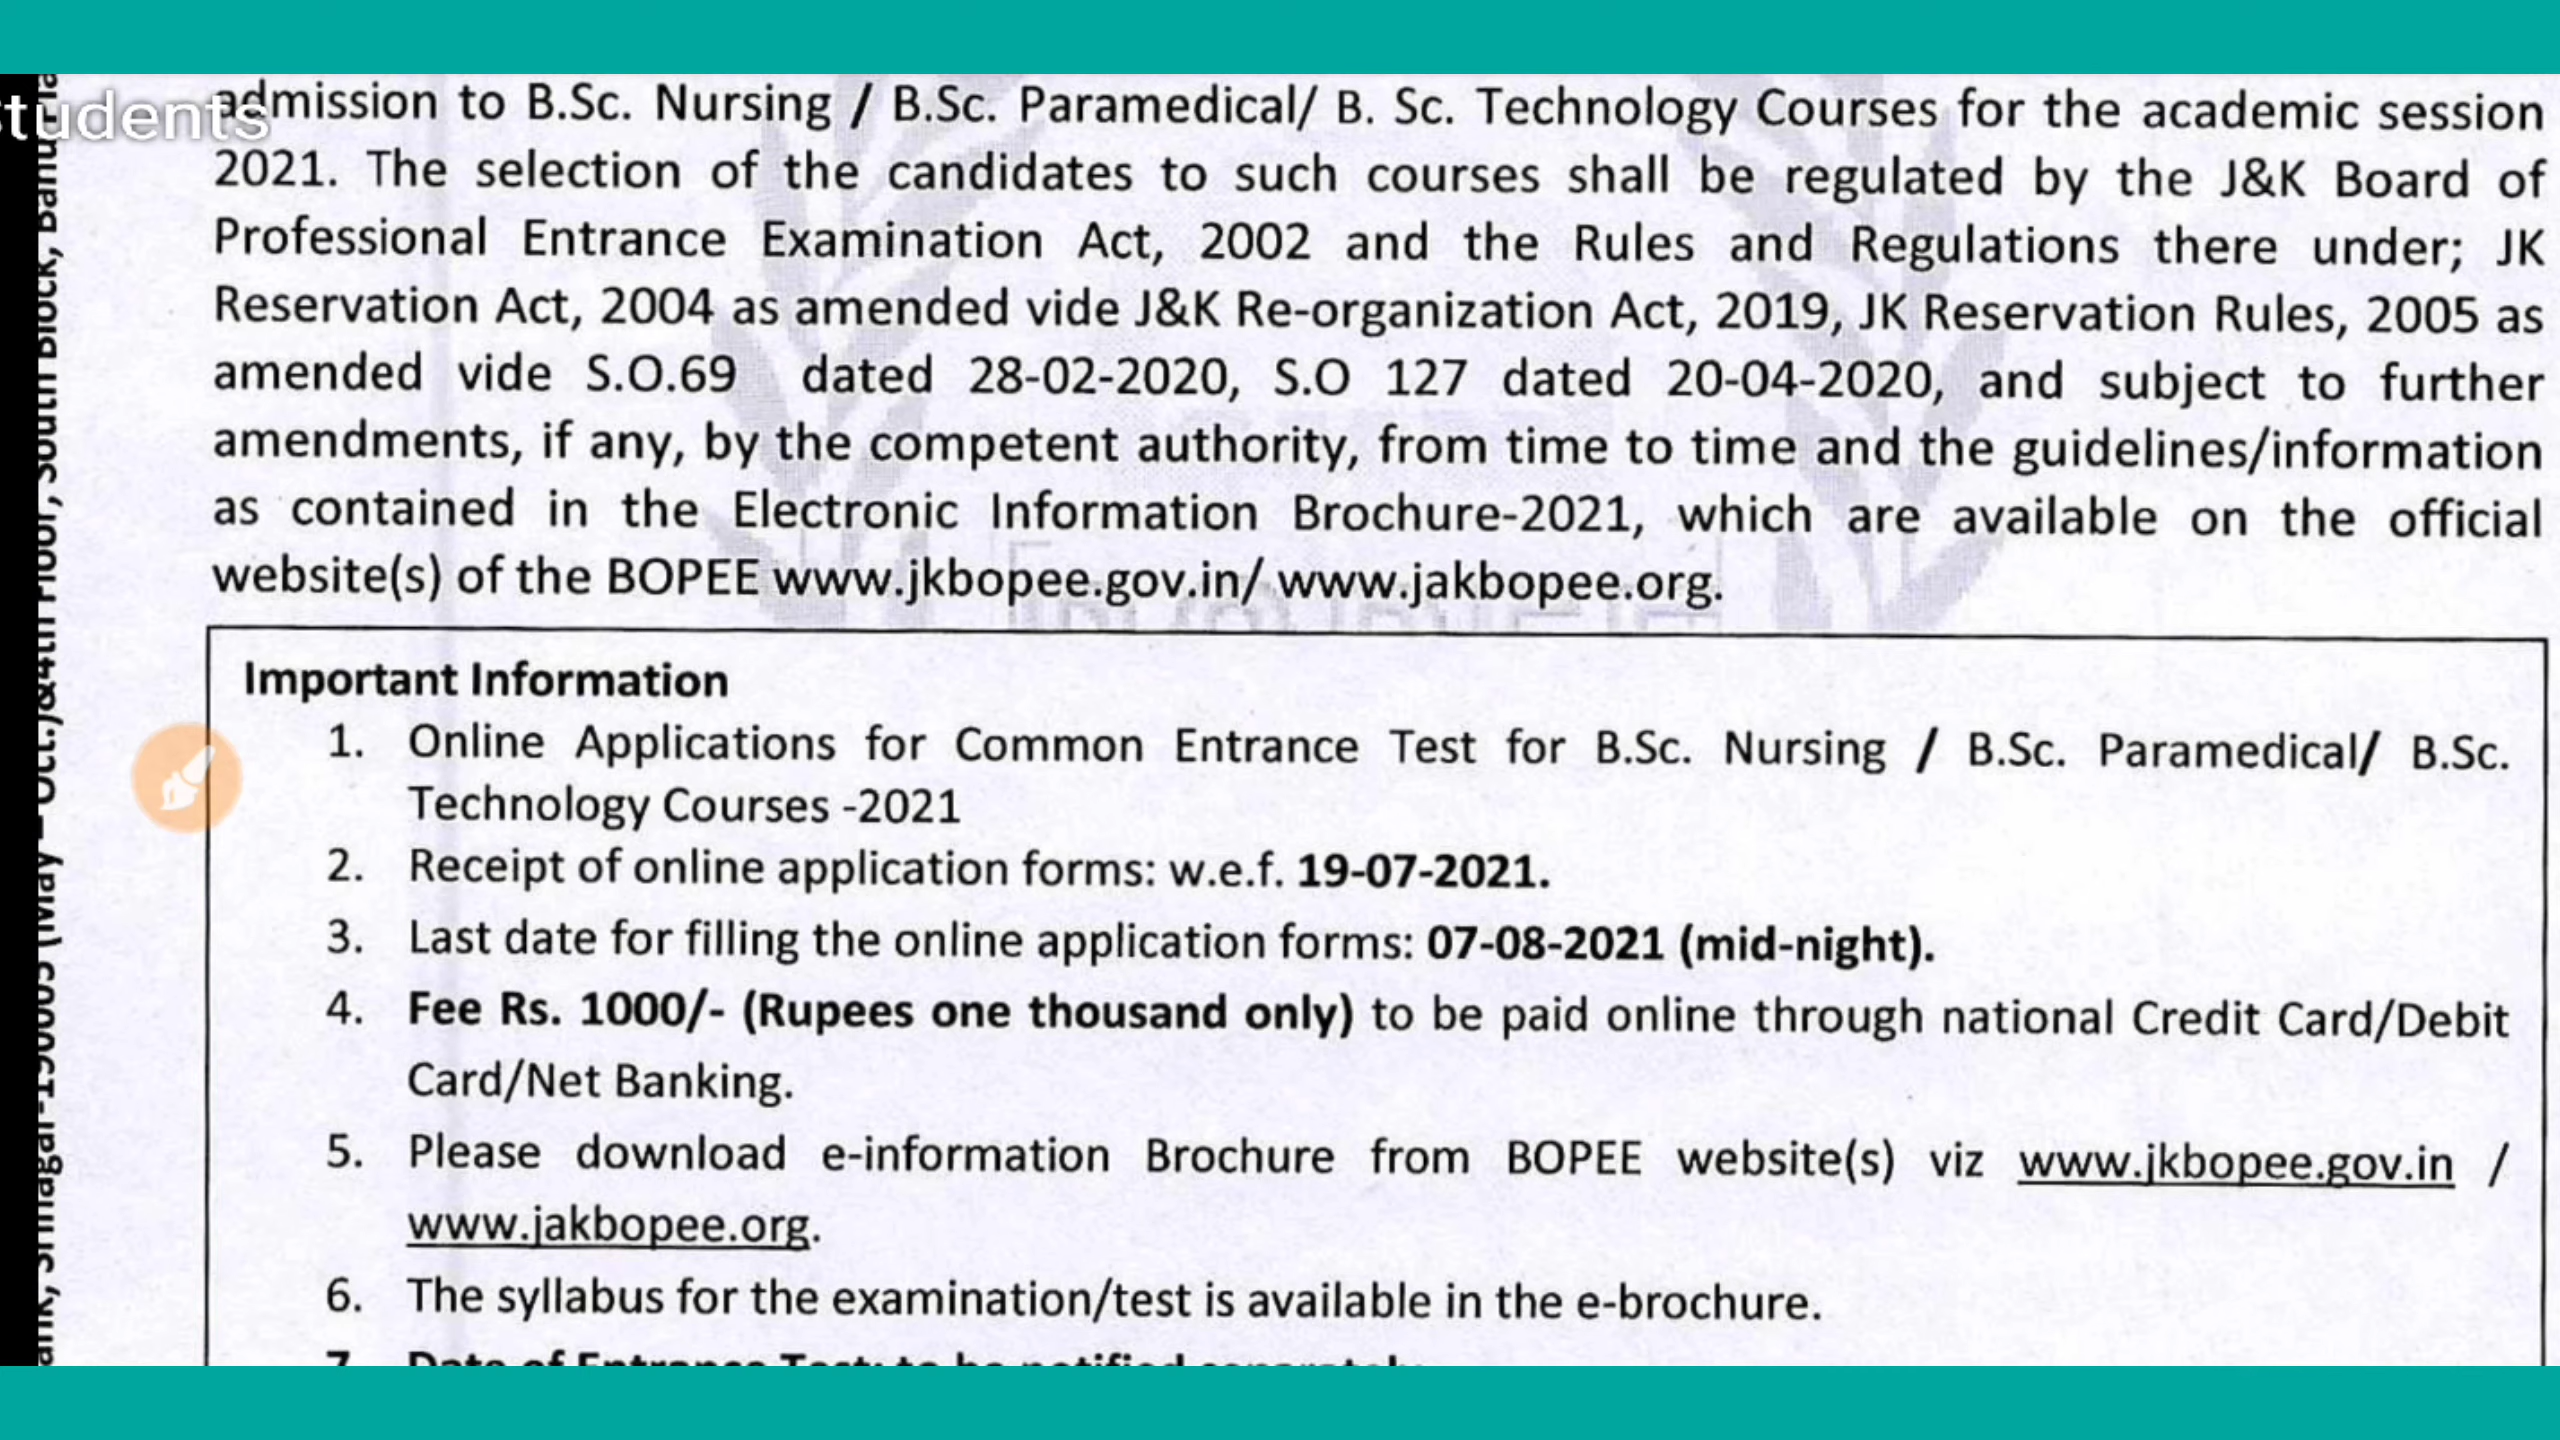 tudents
admission to B.Sc. Nursing / B.Sc. Paramedical/ B. Sc. Technology Courses for the academic session
2021. The selection of the candidates to such courses shall be regulated by the J&K Board of
Professional Entrance Examination Act, 2002 and the Rules and Regulations there under; JK
Reservation Act, 2004 as amended vide J&K Re-organization Act, 2019, JK Reservation Rules, 2005 as
amended vide S.O.69 dated 28-02-2020, S.O 127 dated 20-04-2020, and subject to further
amendments, if any, by the competent authority, from time to time and the guidelines/information
as contained in the Electronic Information Brochure-2021, which are available on the official
website(s) of the BOPEE www.jkbopee.gov.in/ www.jakbopee.org.
Important Information
1. Online Applications for Common Entrance Test for B.Sc. Nursing / B.Sc. Paramedical/ B.Sc.
Technology Courses -2021
2. Receipt of online application forms: w.e.f. 19-07-2021.
3. Last date for filling the online application forms: 07-08-2021 (mid-night).
4. Fee Rs. 1000/- (Rupees one thousand only) to be paid online through national Credit Card/Debit
Card/Net Banking.
5. Please download e-information Brochure from BOPEE website(s) viz www.jkbopee.gov.in /
www.jakbopee.org.
6. The syllabus for the examination/test is available in the e-brochure.
7. Date of Entrance Test: to be notified separately